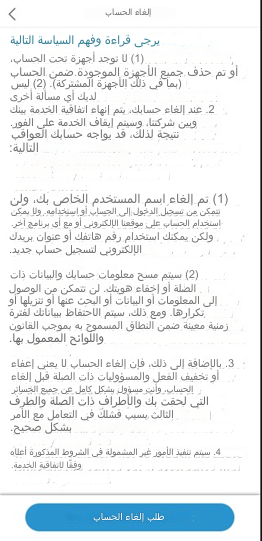 إلغاء الحساب
يرجى قراءة وفهم السياسة التالية
(1) لا توجد أجهزة تحت الحساب،
أو تم حذف جميع الأجهزة الموجودة ضمن الحساب
(بما في ذلك الأجهزة المشتركة). (2) ليس
لديك أي مسألة أخرى
2. عند إلغاء حسابك، يتم إنهاء اتفاقية الخدمة بينك
وبين شركتنا، وسيتم إيقاف الخدمة على الفور.
نتيجة لذلك، قد يواجه حسابك العواقب
التالية:
(1) تم إلغاء اسم المستخدم الخاص بك، ولن
تتمكن من تسجيل الدخول إلى الحساب أو استخدامه. ولا يمكن
استخدام الحساب على موقعنا الإلكتروني أو مع أي برنامج آخر.
ولكن يمكنك استخدام رقم هاتفك أو عنوان بريدك
الإلكتروني لتسجيل حساب جديد.
(2) سيتم مسح معلومات حسابك والبيانات ذات
الصلة أو إخفاء هويتك. لن تتمكن من الوصول
إلى المعلومات أو البيانات أو البحث عنها أو تنزيلها أو
تكرارها. ومع ذلك، سيتم الاحتفاظ ببياناتك لفترة
زمنية معينة ضمن النطاق المسموح به بموجب القانون
واللوائح المعمول بها.
3. بالإضافة إلى ذلك، فإن إلغاء الحساب لا يعني إعفاء
أو تخفيف الفعل والمسؤوليات ذات الصلة قبل إلغاء
الحساب، وأنت مسؤول بشكل كامل عن جميع الخسائر
التي لحقت بك والأطراف ذات الصلة والطرف
الثالث بسبب فشلك في التعامل مع الأمر
بشكل صحيح.
4. سيتم تنفيذ الأمور غير المشمولة في الشروط المذكورة أعلاه
وفقًا لاتفاقية الخدمة.
طلب إلغاء الحساب